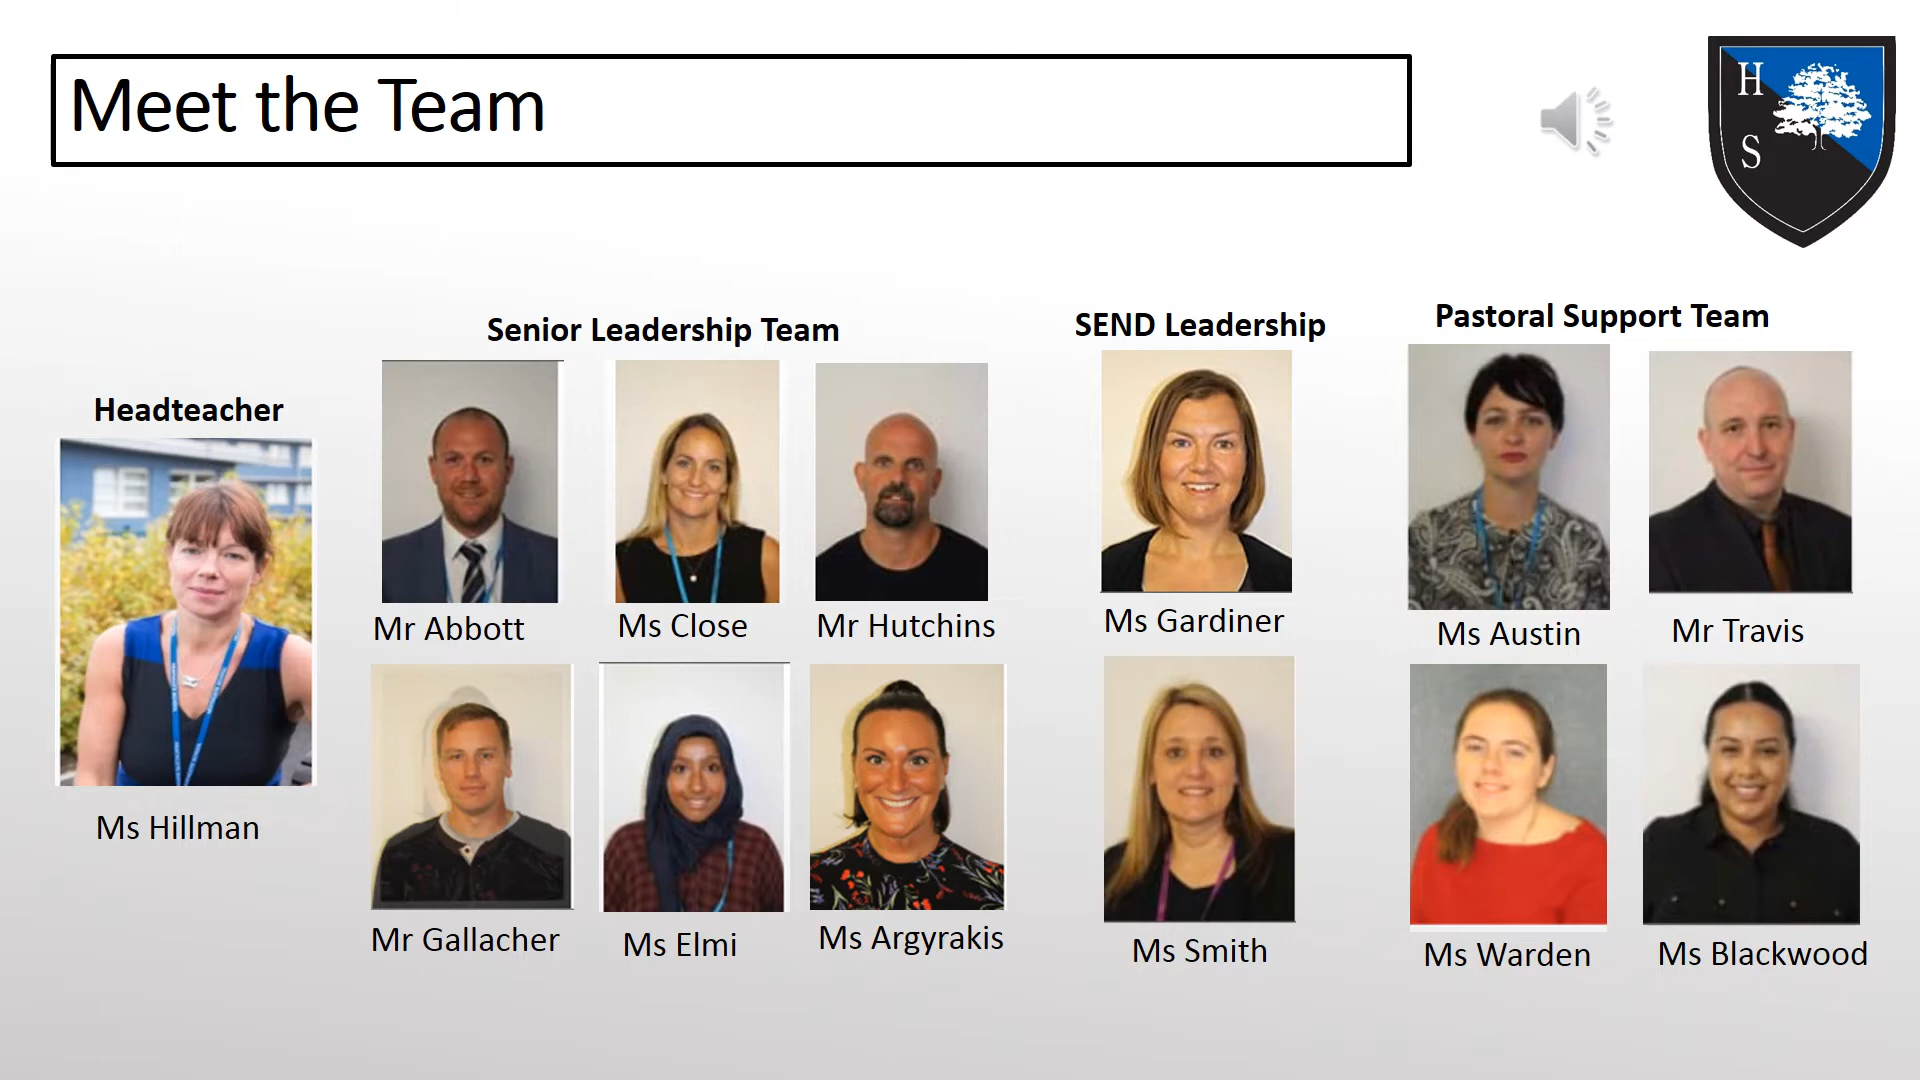 Meet the Team
H
S
Headteacher
Ms Hillman
Senior Leadership Team
Mr Abbott
Ms Close
Mr Hutchins
Mr Gallacher
Ms Elmi
Ms Argyrakis
SEND Leadership
Ms Gardiner
Ms Smith
Pastoral Support Team
Ms Austin
Mr Travis
Ms Warden
Ms Blackwood